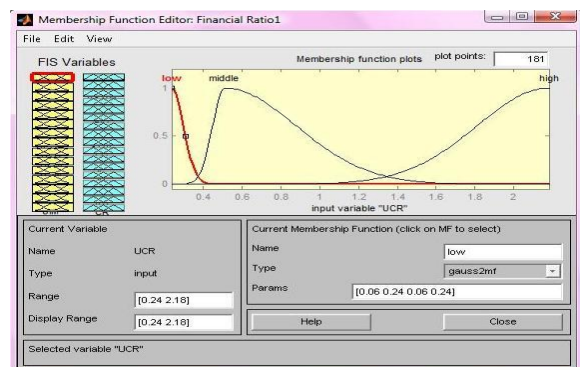 Membership Function Editor: Financial Ratio1
File Edit View
FIS Variables
Membership function plots
plot points:
181
low
middle
high
1
0.5
0
0.4
0.6
0.8
1
1.2
1.4
1.6
1.8
2
input variable "UCR"
CR
Current Variable
Name
UCR
Type
input
Range
[0.24 2.18]
Display Range
[0.24 2.18]
Current Membership Function (click on MF to select)
Name
low
Type
gauss2mf
Params
[0.06 0.24 0.06 0.24]
Help
Close
Selected variable "UCR"